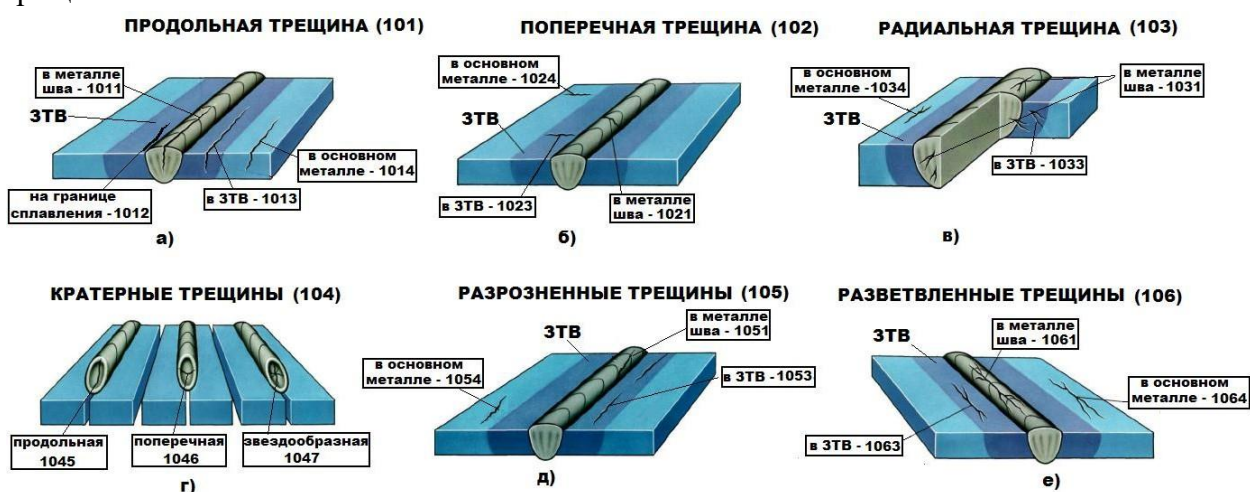 ПРОДОЛЬНАЯ ТРЕЩИНА (101)
в металле
шва - 1011
ЗТВ
на границе
сплавления -1012
в ЗТВ - 1013
в основном
металле - 1014
а)
ПОПЕРЕЧНАЯ ТРЕЩИНА (102)
в основном
металле - 1024
ЗТВ
в ЗТВ - 1023
в металле
шва - 1021
б)
РАДИАЛЬНАЯ ТРЕЩИНА (103)
в основном
металле - 1034
ЗТВ
в металле
шва - 1031
в ЗТВ - 1033
в)
КРАТЕРНЫЕ ТРЕЩИНЫ (104)
продольная
1045
поперечная
1046
звездообразная
1047
г)
РАЗРОЗНЕННЫЕ ТРЕЩИНЫ (105)
ЗТВ
в металле
шва - 1051
в основном
металле - 1054
в ЗТВ - 1053
д)
РАЗВЕТВЛЕННЫЕ ТРЕЩИНЫ (106)
ЗТВ
в металле
шва - 1061
в основном
металле - 1064
в ЗТВ - 1063
е)